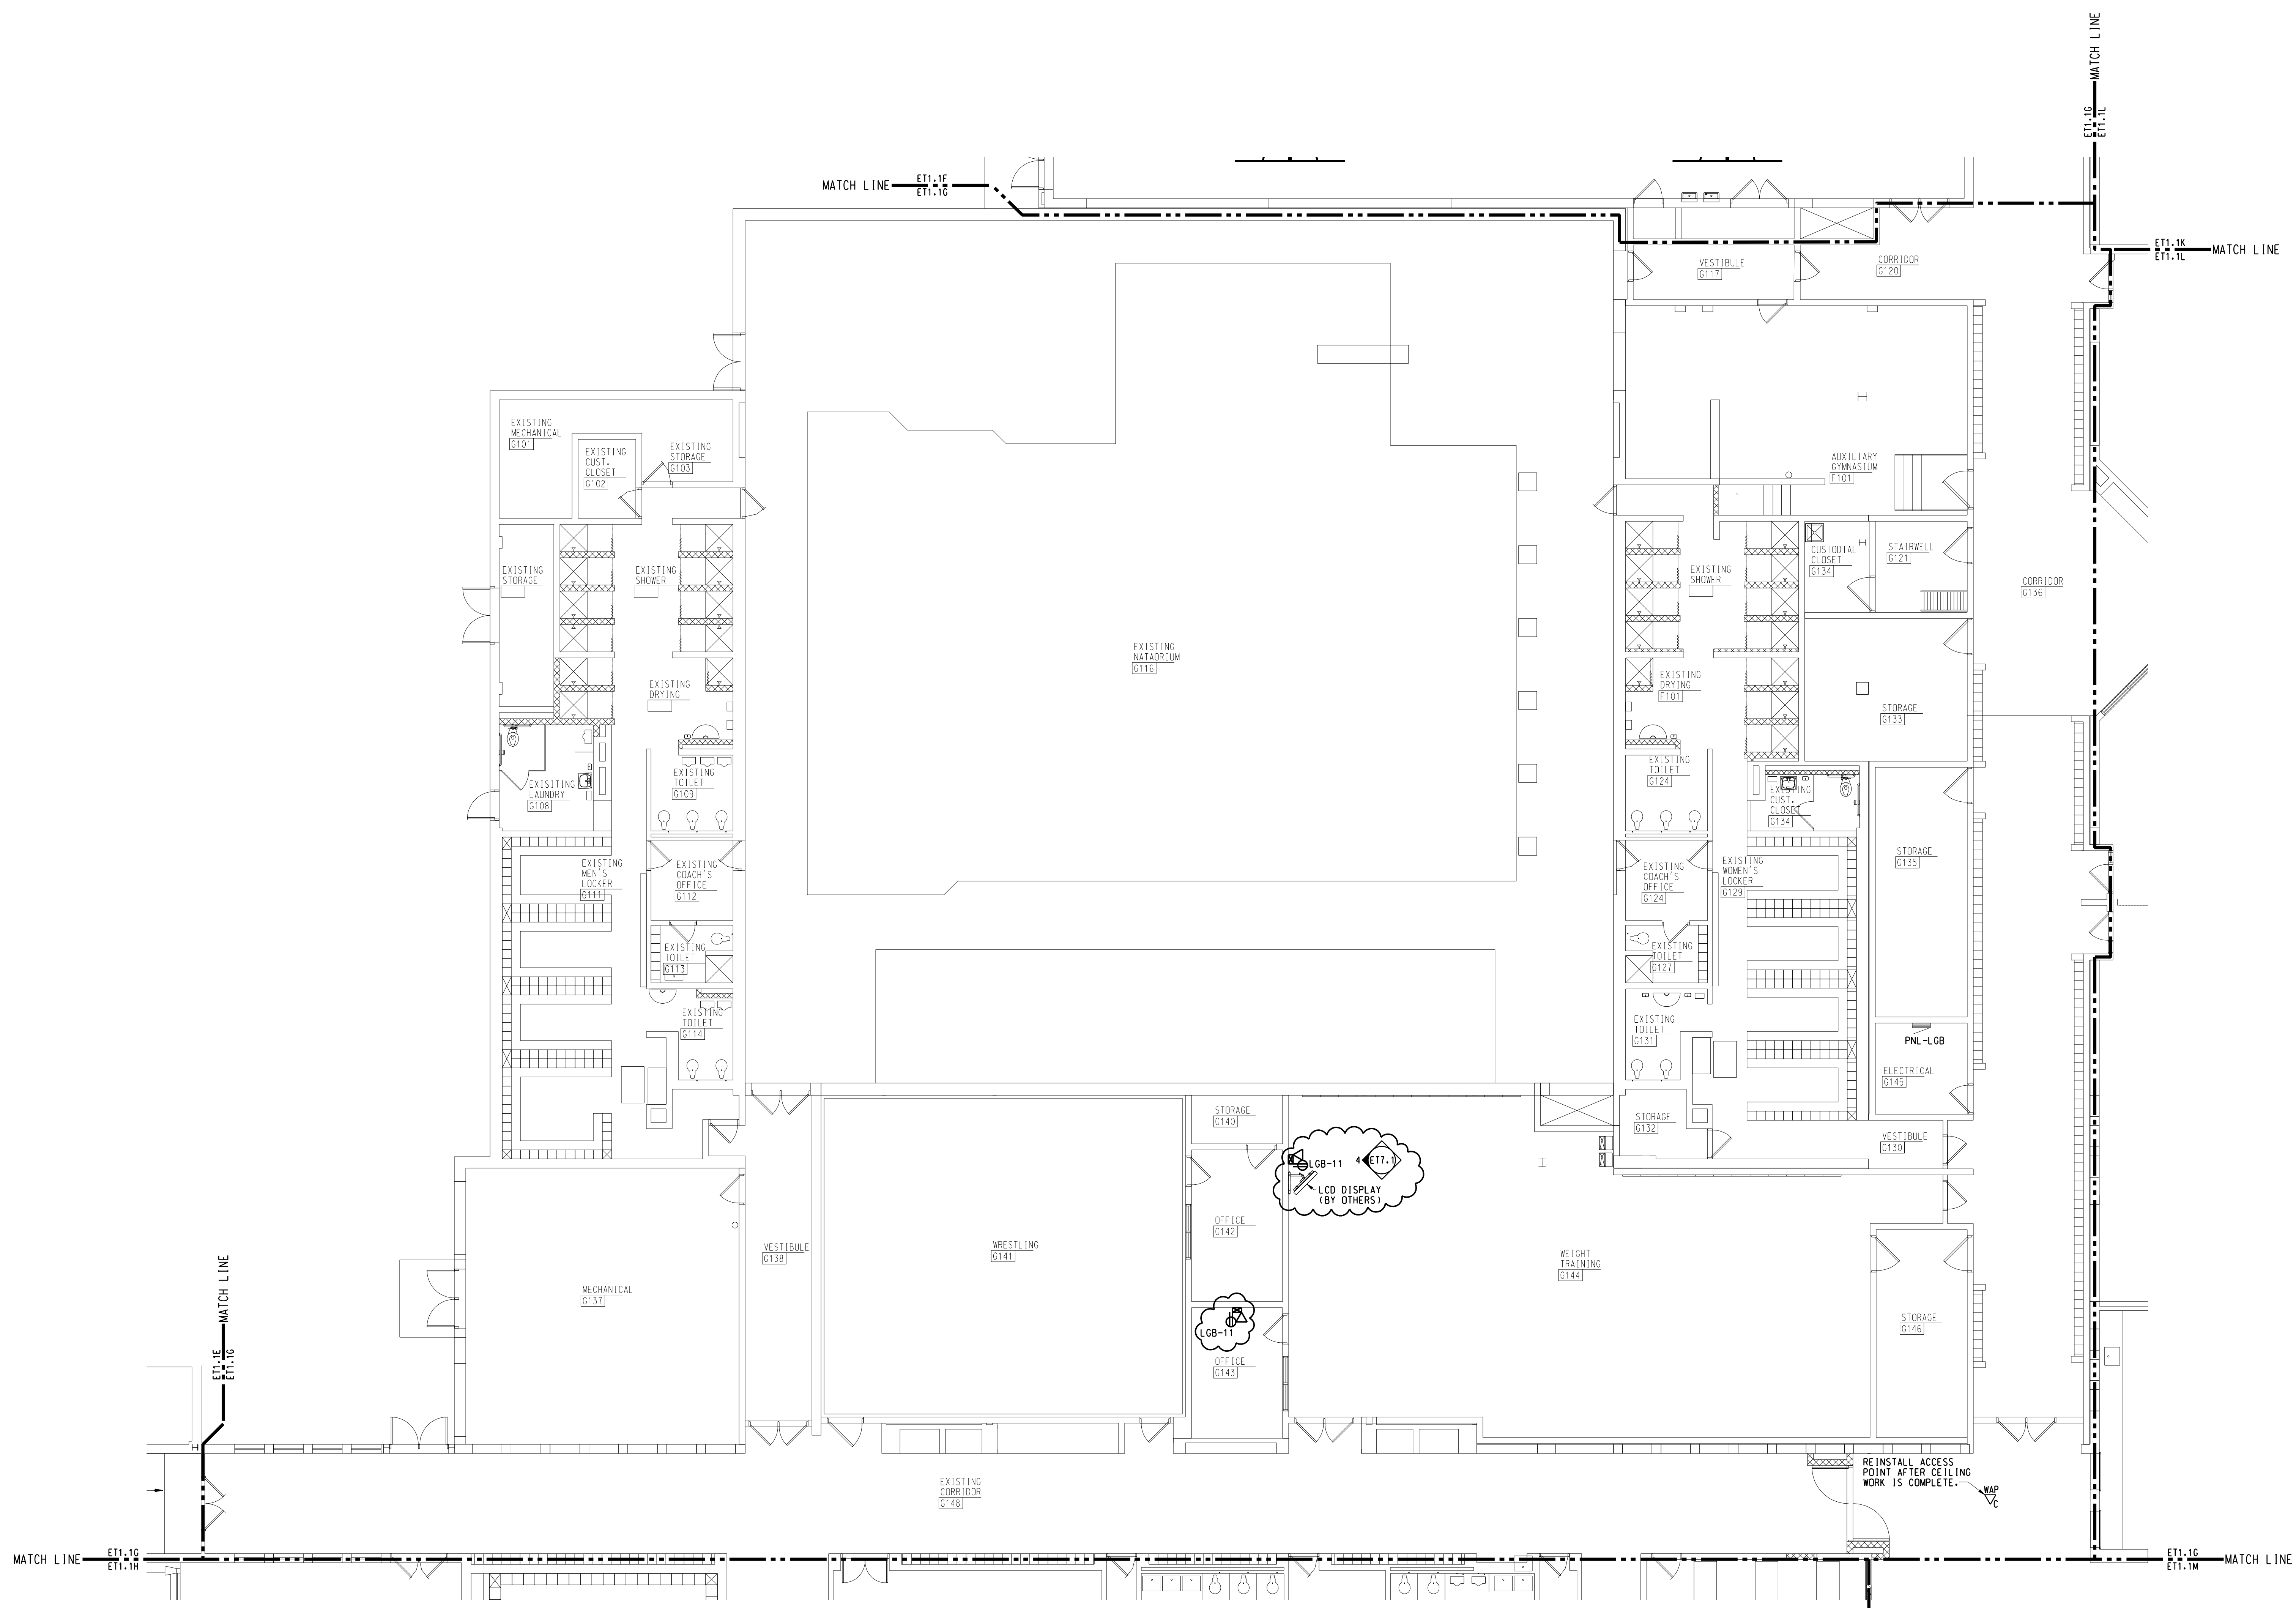 MATCH LINE
ET1.1G
ET1.1L
MATCH LINE
ET1.1F
ET1.1G
ET1.1K
ET1.1L
MATCH LINE
VESTIBULE
G117
CORRIDOR
G120
EXISTING
MECHANICAL
G101
EXISTING
CUST.
CLOSET
G102
EXISTING
STORAGE
G103
AUXILIARY
GYMNASIUM
F101
EXISTING
STORAGE
EXISTING
SHOWER
EXISTING
SHOWER
CUSTODIAL
CLOSET
G134
STAIRWELL
G121
CORRIDOR
G136
EXISTING
NATAORIUM
G116
EXISTING
DRYING
EXISTING
DRYING
F101
STORAGE
G133
EXISITING
LAUNDRY
G108
EXISTING
TOILET
G109
EXISTING
TOILET
G124
EXISTING
CUST.
CLOSET
G134
EXISTING
MEN'S
LOCKER
G111
EXISTING
COACH'S
OFFICE
G112
EXISTING
COACH'S
OFFICE
G124
EXISTING
WOMEN'S
LOCKER
G129
STORAGE
G135
EXISTING
TOILET
G113
EXISTING
TOILET
G127
EXISTING
TOILET
G114
EXISTING
TOILET
G131
PNL-LGB
ELECTRICAL
G145
STORAGE
G140
STORAGE
G132
VESTIBULE
G130
LGB-11
4
ET7.1
LCD DISPLAY
(BY OTHERS)
OFFICE
G142
VESTIBULE
G138
WRESTLING
G141
WEIGHT
TRAINING
G144
MECHANICAL
G137
LGB-11
OFFICE
G143
STORAGE
G146
MATCH LINE
ET1.1E
ET1.1G
EXISTING
CORRIDOR
G148
REINSTALL ACCESS
POINT AFTER CEILING
WORK IS COMPLETE.
WAP
C
MATCH LINE
ET1.1G
ET1.1H
ET1.1G
ET1.1M
MATCH LINE